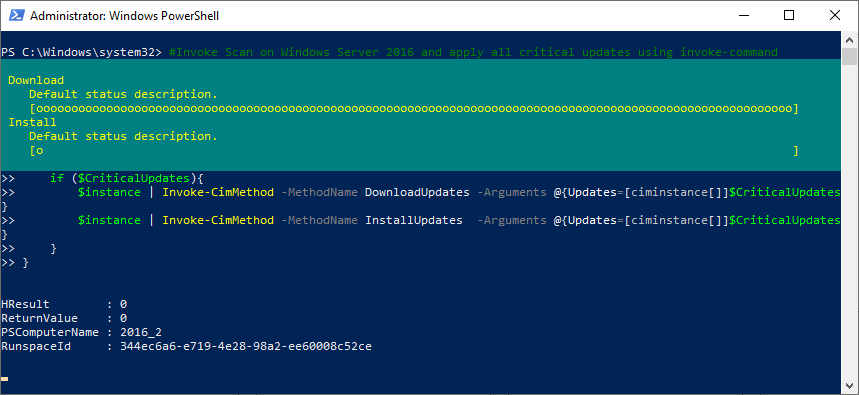 Administrator: Windows PowerShell
PS C:\Windows\system32> #Invoke Scan on Windows Server 2016 and apply all critical updates using invoke-command
Download
Default status description.
[oooooooooooooooooooooooooooooooooooooooooooooooooooooooooooooooooooooooooooooooooooooooooooooooooooooooooooo]
Install
Default status description.
[o                                                                                                           ]
>>     if ($CriticalUpdates){
>>         $instance | Invoke-CimMethod -MethodName DownloadUpdates -Arguments @{Updates=[ciminstance[]]$CriticalUpdates
}
>>         $instance | Invoke-CimMethod -MethodName InstallUpdates  -Arguments @{Updates=[ciminstance[]]$CriticalUpdates
}
>>     }
>> }
HResult        : 0
ReturnValue    : 0
PSComputerName : 2016_2
RunspaceId     : 344ec6a6-e719-4e28-98a2-ee60008c52ce